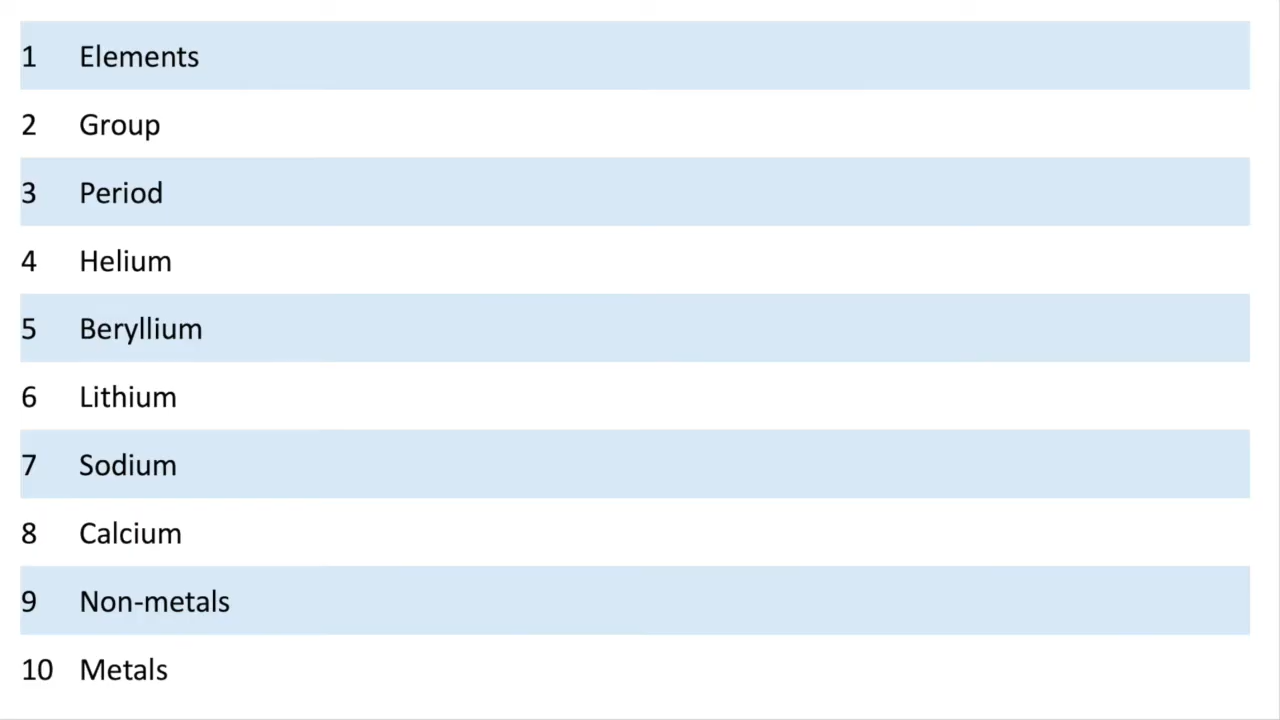 1 Elements
2 Group
3 Period
4 Helium
5 Beryllium
6 Lithium
7 Sodium
8 Calcium
9 Non-metals
10 Metals